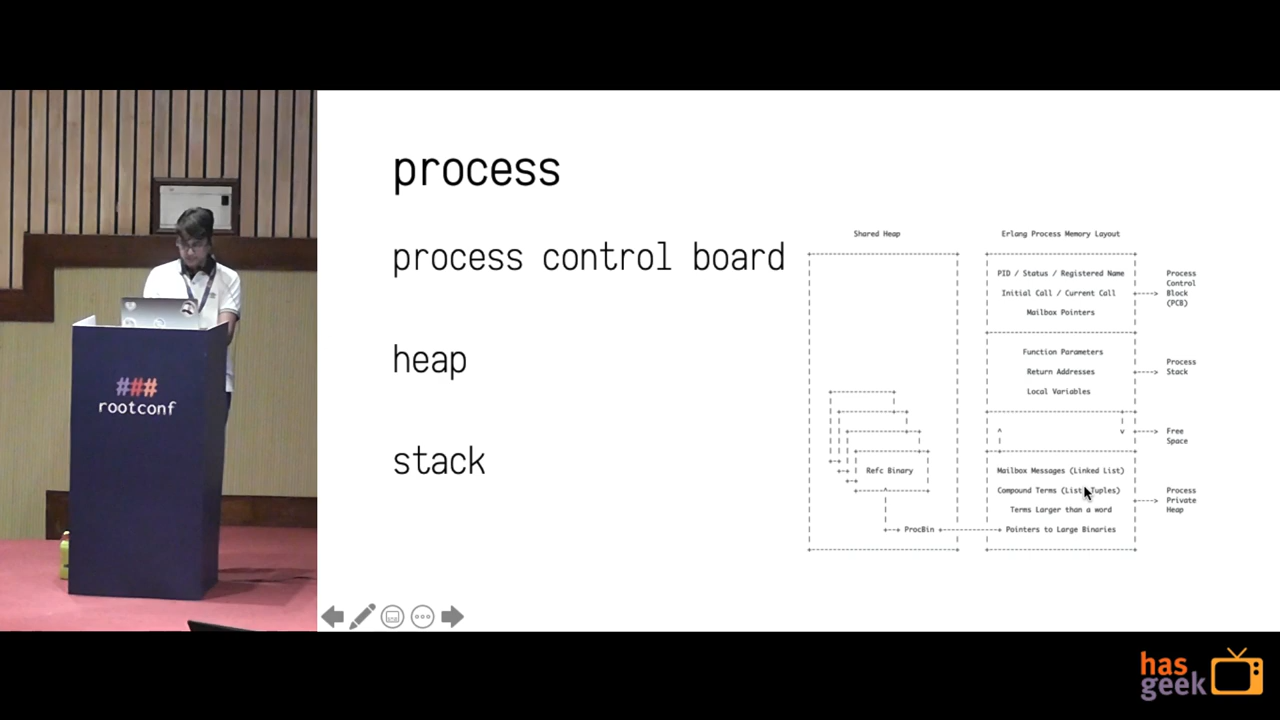 process
process control board
heap
stack
Shared Heap
Refc Binary
ProcBin
Erlang Process Memory Layout
PID / Status / Registered Name
Initial Call / Current Call
Mailbox Pointers
Process
Control
Block
(PCB)
Function Parameters
Return Addresses
Local Variables
Process
Stack
Free
Space
Mailbox Messages (Linked List)
Compound Terms (List Tuples)
Terms Larger than a word
Pointers to Large Binaries
Process
Private
Heap
###
rootconf
has
geek